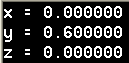 x = 0.000000
y = 0.600000
z = 0.000000